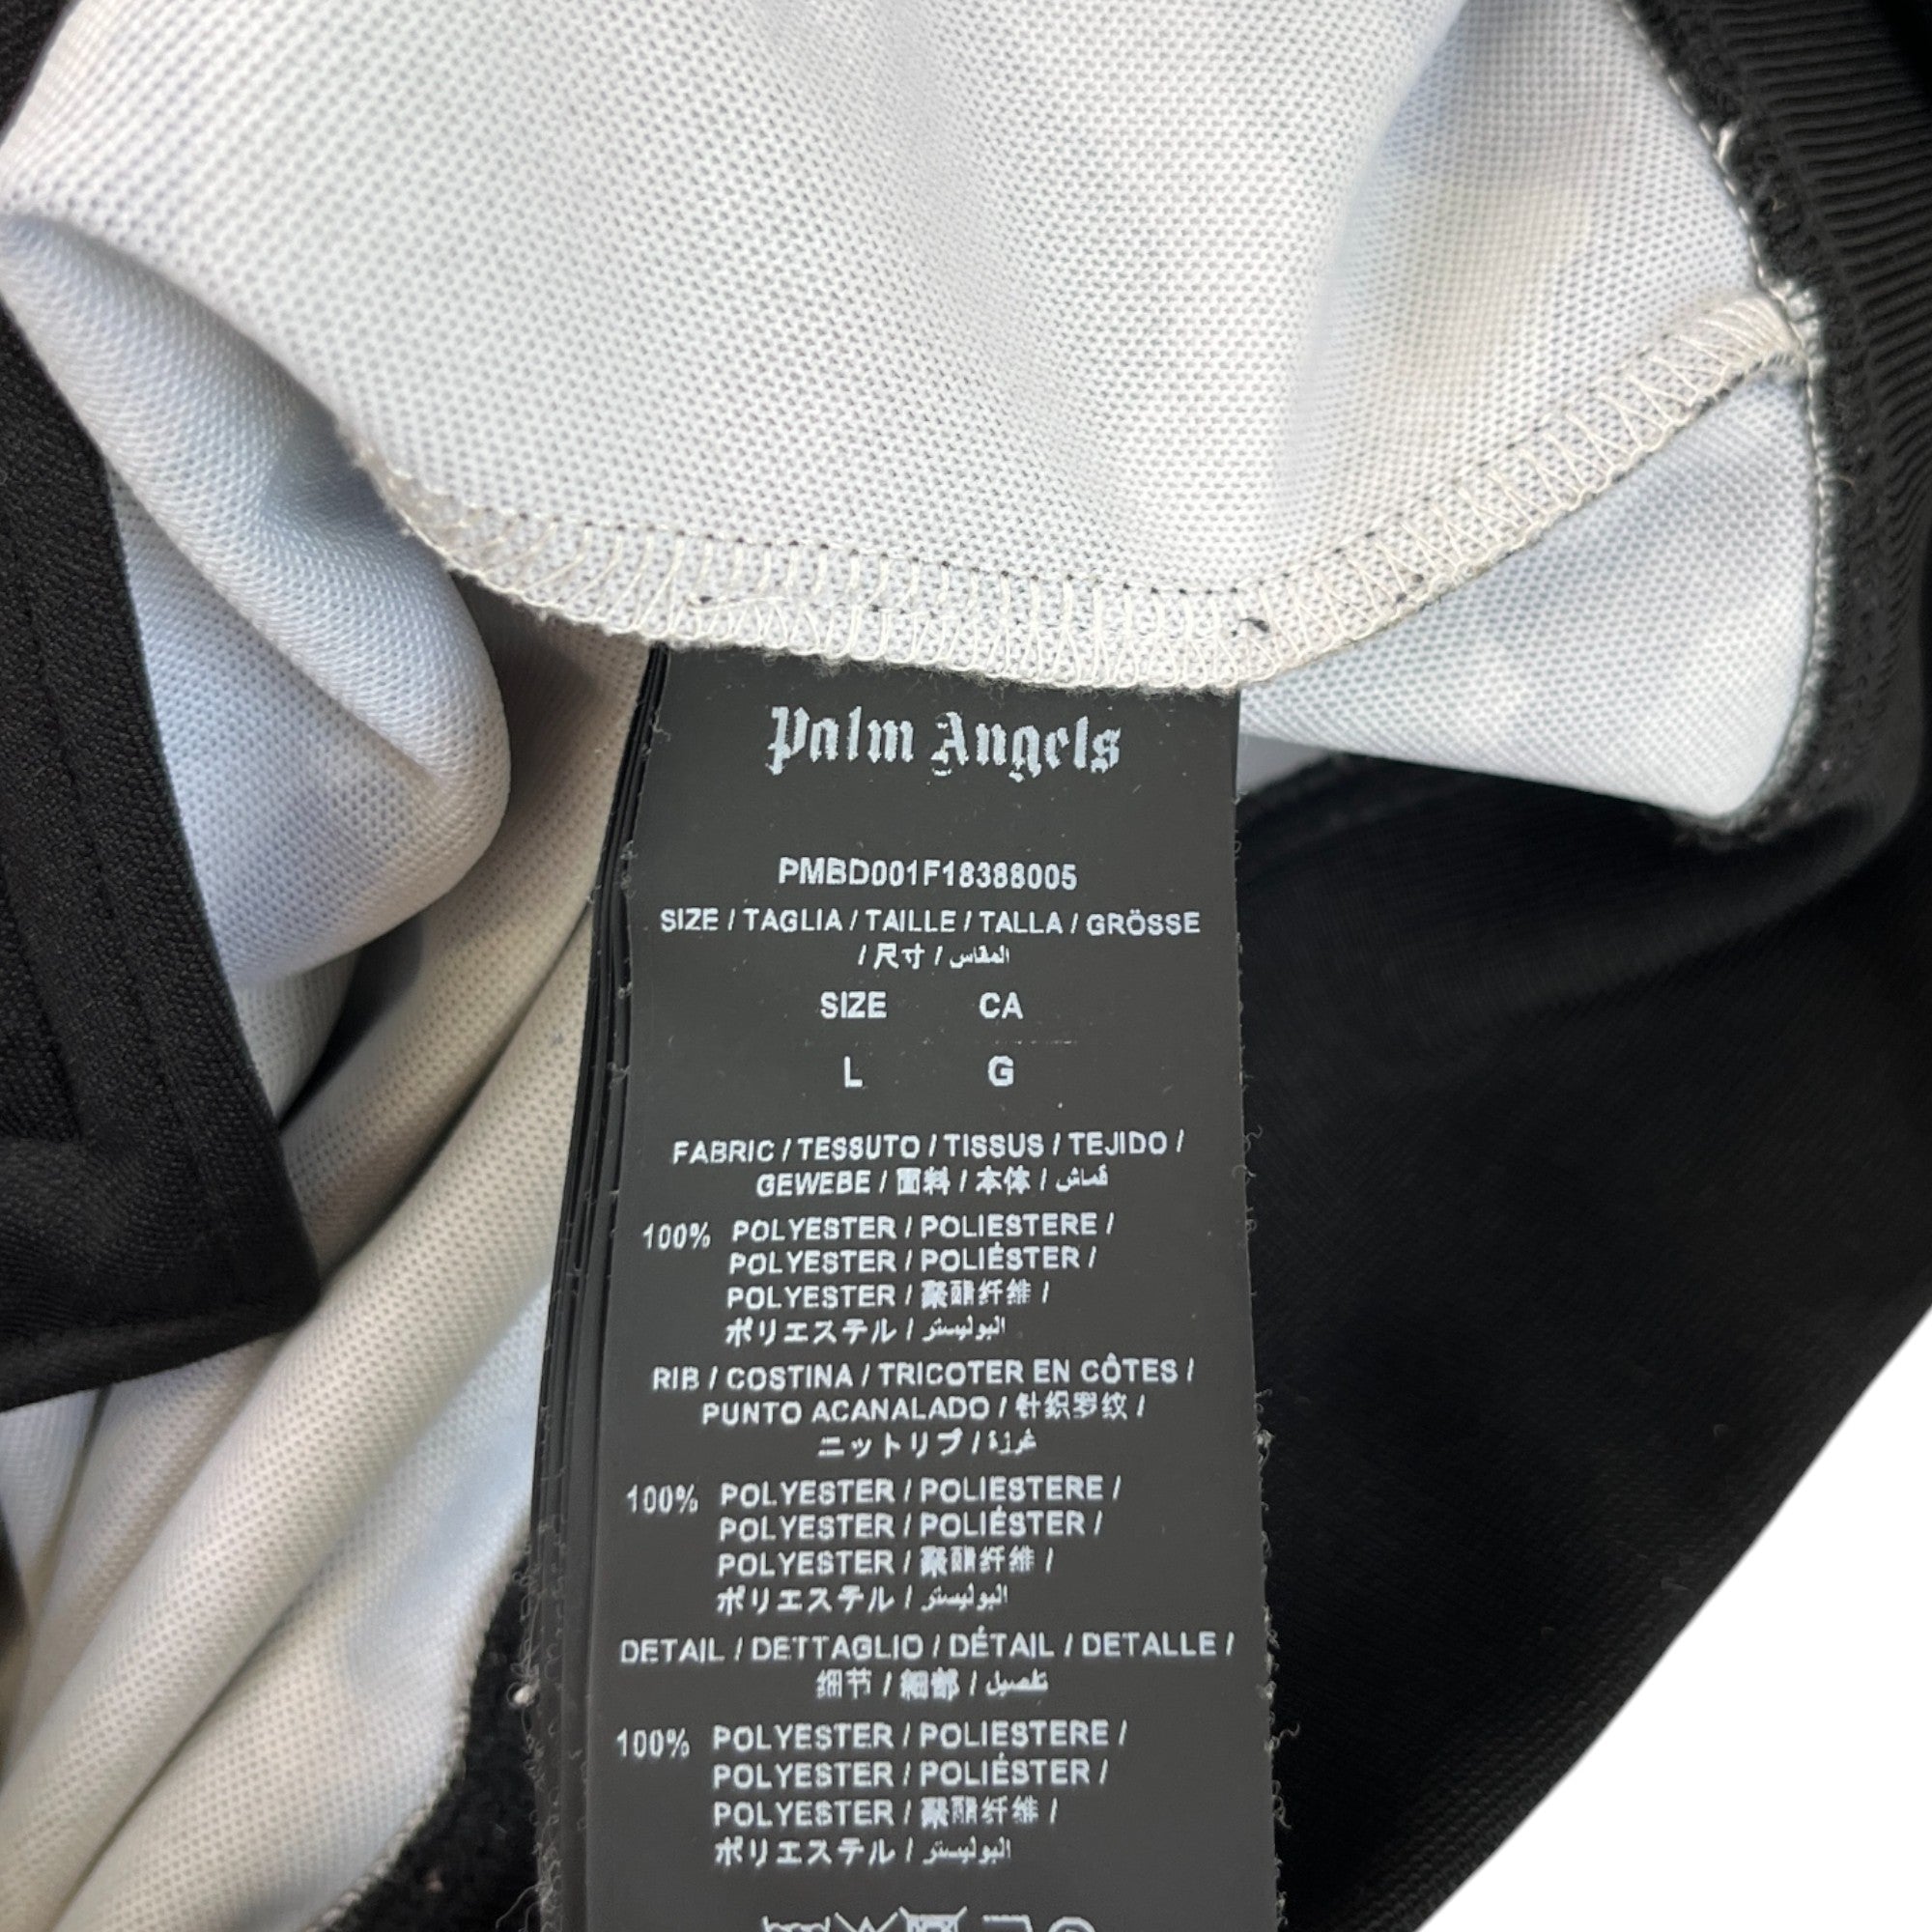 Palm Angels
PMBD001F18388005
SIZE / TAGLIA / TAILLE / TALLA / GRÖSSE
/ 尺寸 / المقاس
SIZE CA
L G
FABRIC / TESSUTO / TISSUS / TEJIDO /
GEWEBE / 面料 / 本体 / قماش
100% POLYESTER / POLIESTERE /
POLYESTER / POLIÉSTER /
POLYESTER / 聚酯纤维 /
ポリエステル / البوليستر
RIB / COSTINA / TRICOTER EN CÔTES /
PUNTO ACANALADO / 针织罗纹 /
ニットリブ / غرزة
100% POLYESTER / POLIESTERE /
POLYESTER / POLIÉSTER /
POLYESTER / 聚酯纤维 /
ポリエステル / البوليستر
DETAIL / DETTAGLIO / DÉTAIL / DETALLE /
细节 / 細部 / تفصيل
100% POLYESTER / POLIESTERE /
POLYESTER / POLIÉSTER /
POLYESTER / 聚酯纤维 /
ポリエステル / البوليستر